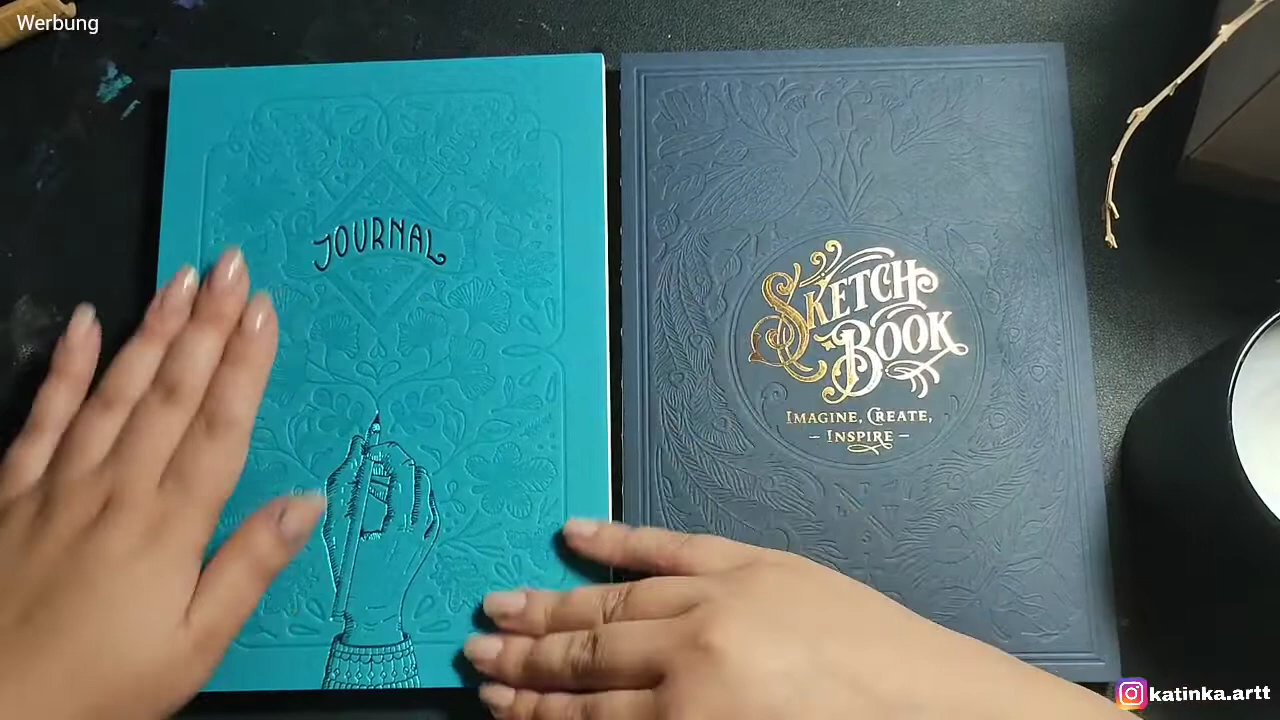 Werbung
JOURNAL
SKETCH
BOOK
IMAGINE, CREATE,
– INSPIRE –
katinka.artt